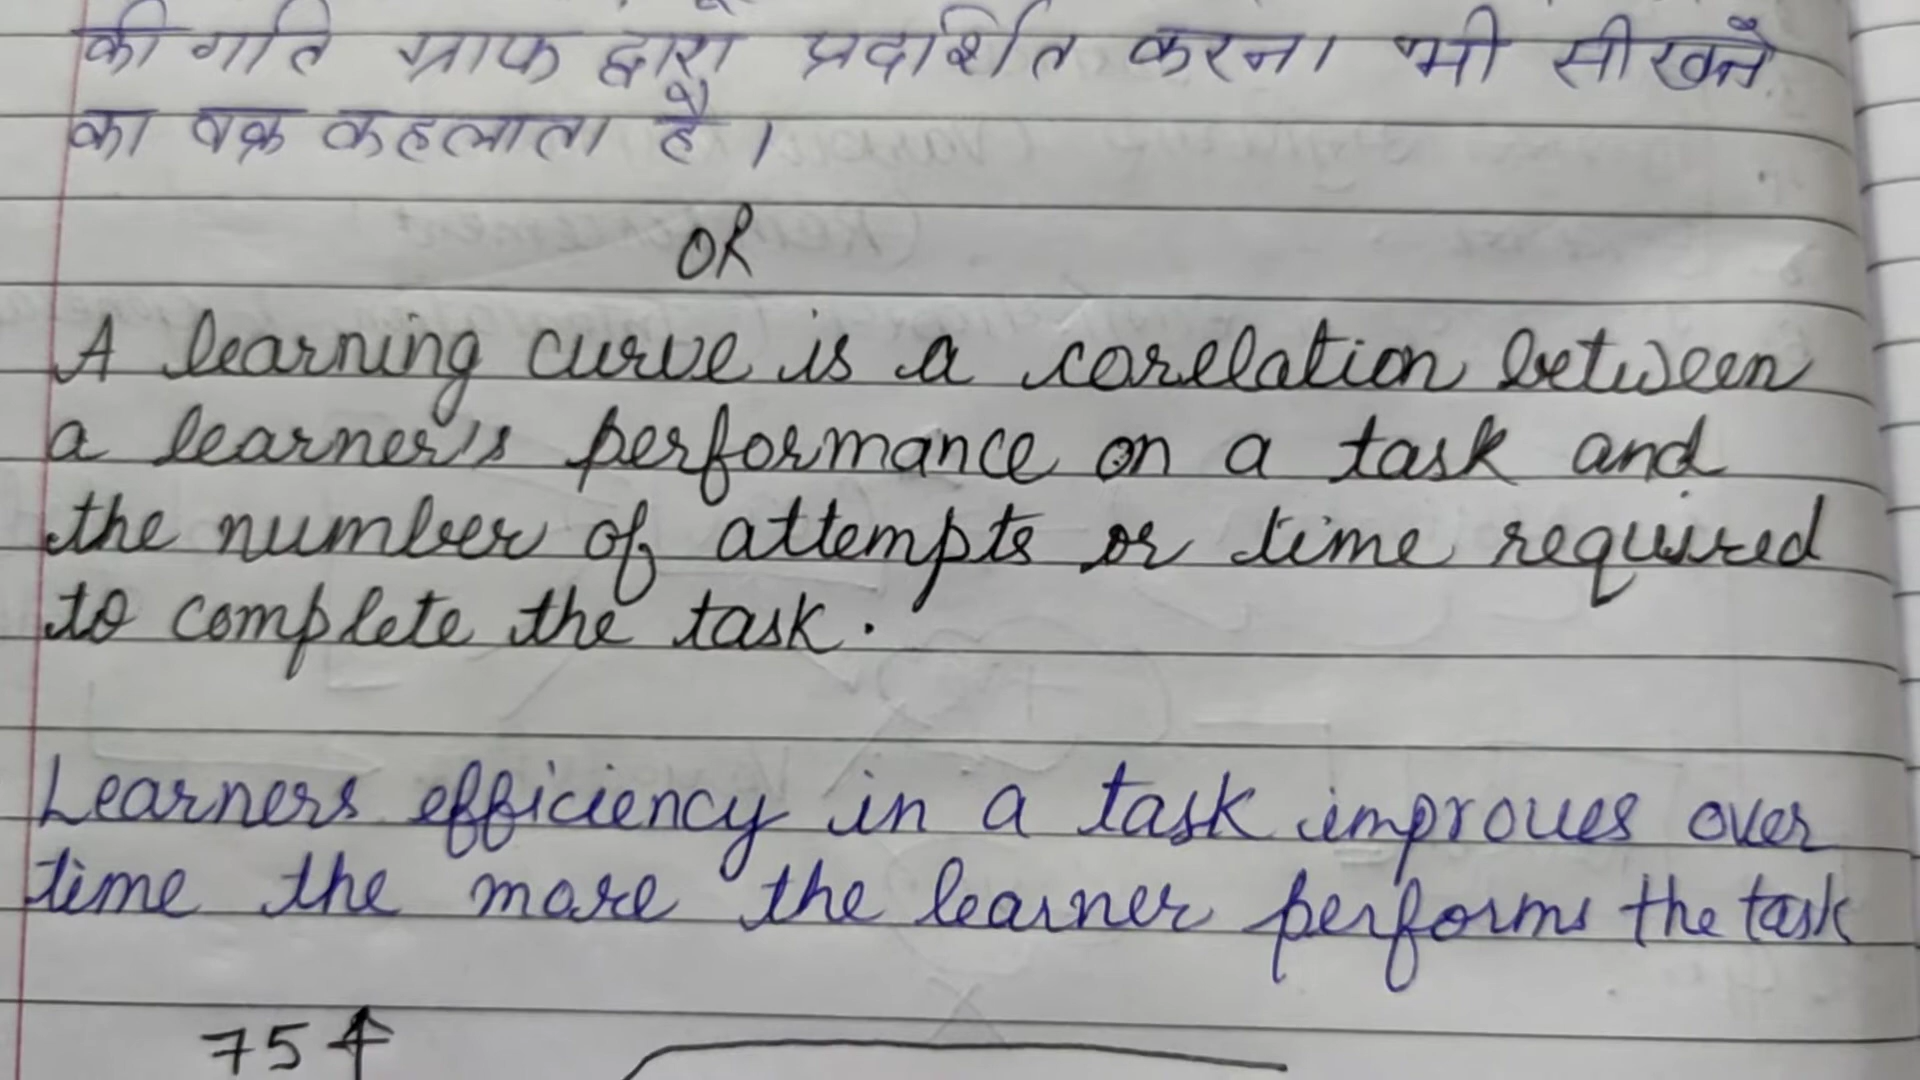 की गति ग्राफ द्वारा प्रदर्शित करना भी सीखने
का वक्र कहलाता है ।
OR
A learning curve is a corelation between
a learner's performance on a task and
the number of attempts or time required
to complete the task.
Learners efficiency in a task improves over
time the more the learner performs the task
75